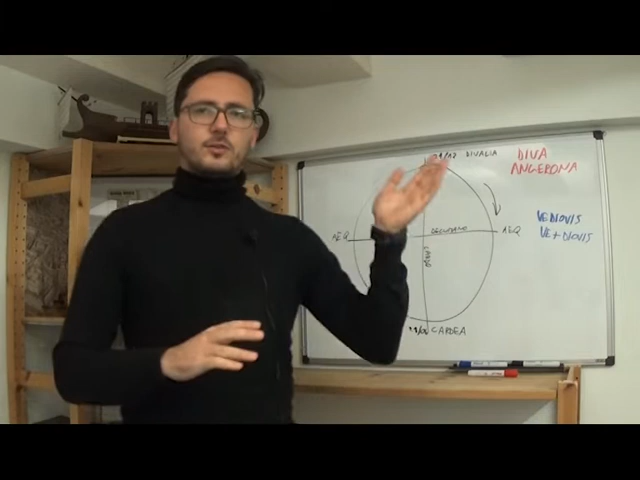 DIVALIA
DIVA
ANGERONA
VEDIOVIS
VE+DIOVIS
DECUMANO
AEQ
AEQ
CARDO
CARDEA